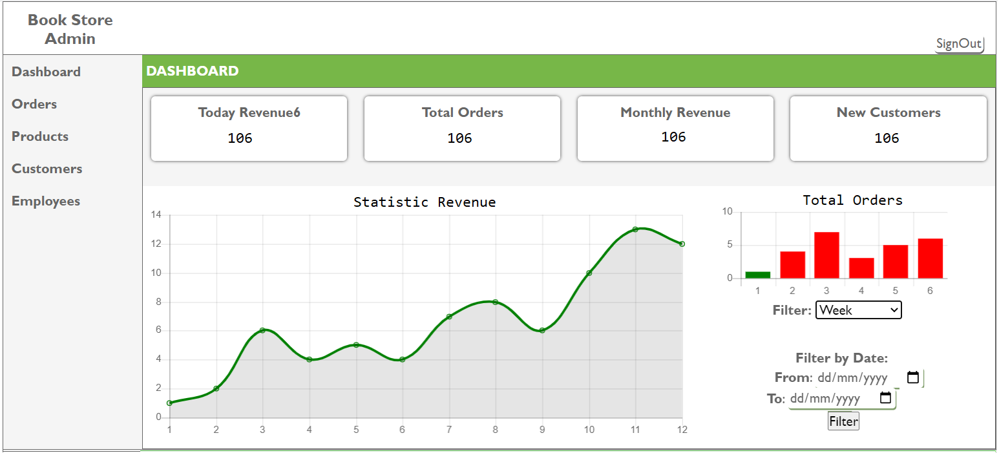 Book Store
Admin
SignOut
Dashboard
Orders
Products
Customers
Employees
DASHBOARD
Today Revenue6
106
Total Orders
106
Monthly Revenue
106
New Customers
106
Statistic Revenue
14
12
10
8
6
4
2
0
1 2 3 4 5 6 7 8 9 10 11 12
Total Orders
10
5
0
1 2 3 4 5 6
Filter: Week
Filter by Date:
From: dd/mm/yyyy
To: dd/mm/yyyy
Filter